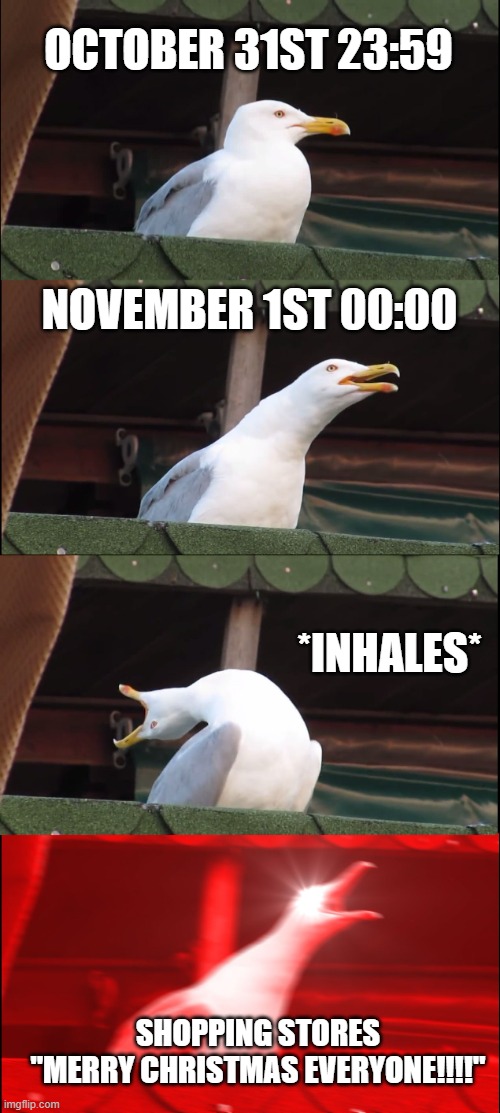 OCTOBER 31ST 23:59
NOVEMBER 1ST 00:00
*INHALES*
SHOPPING STORES
"MERRY CHRISTMAS EVERYONE!!!!"
imgflip.com